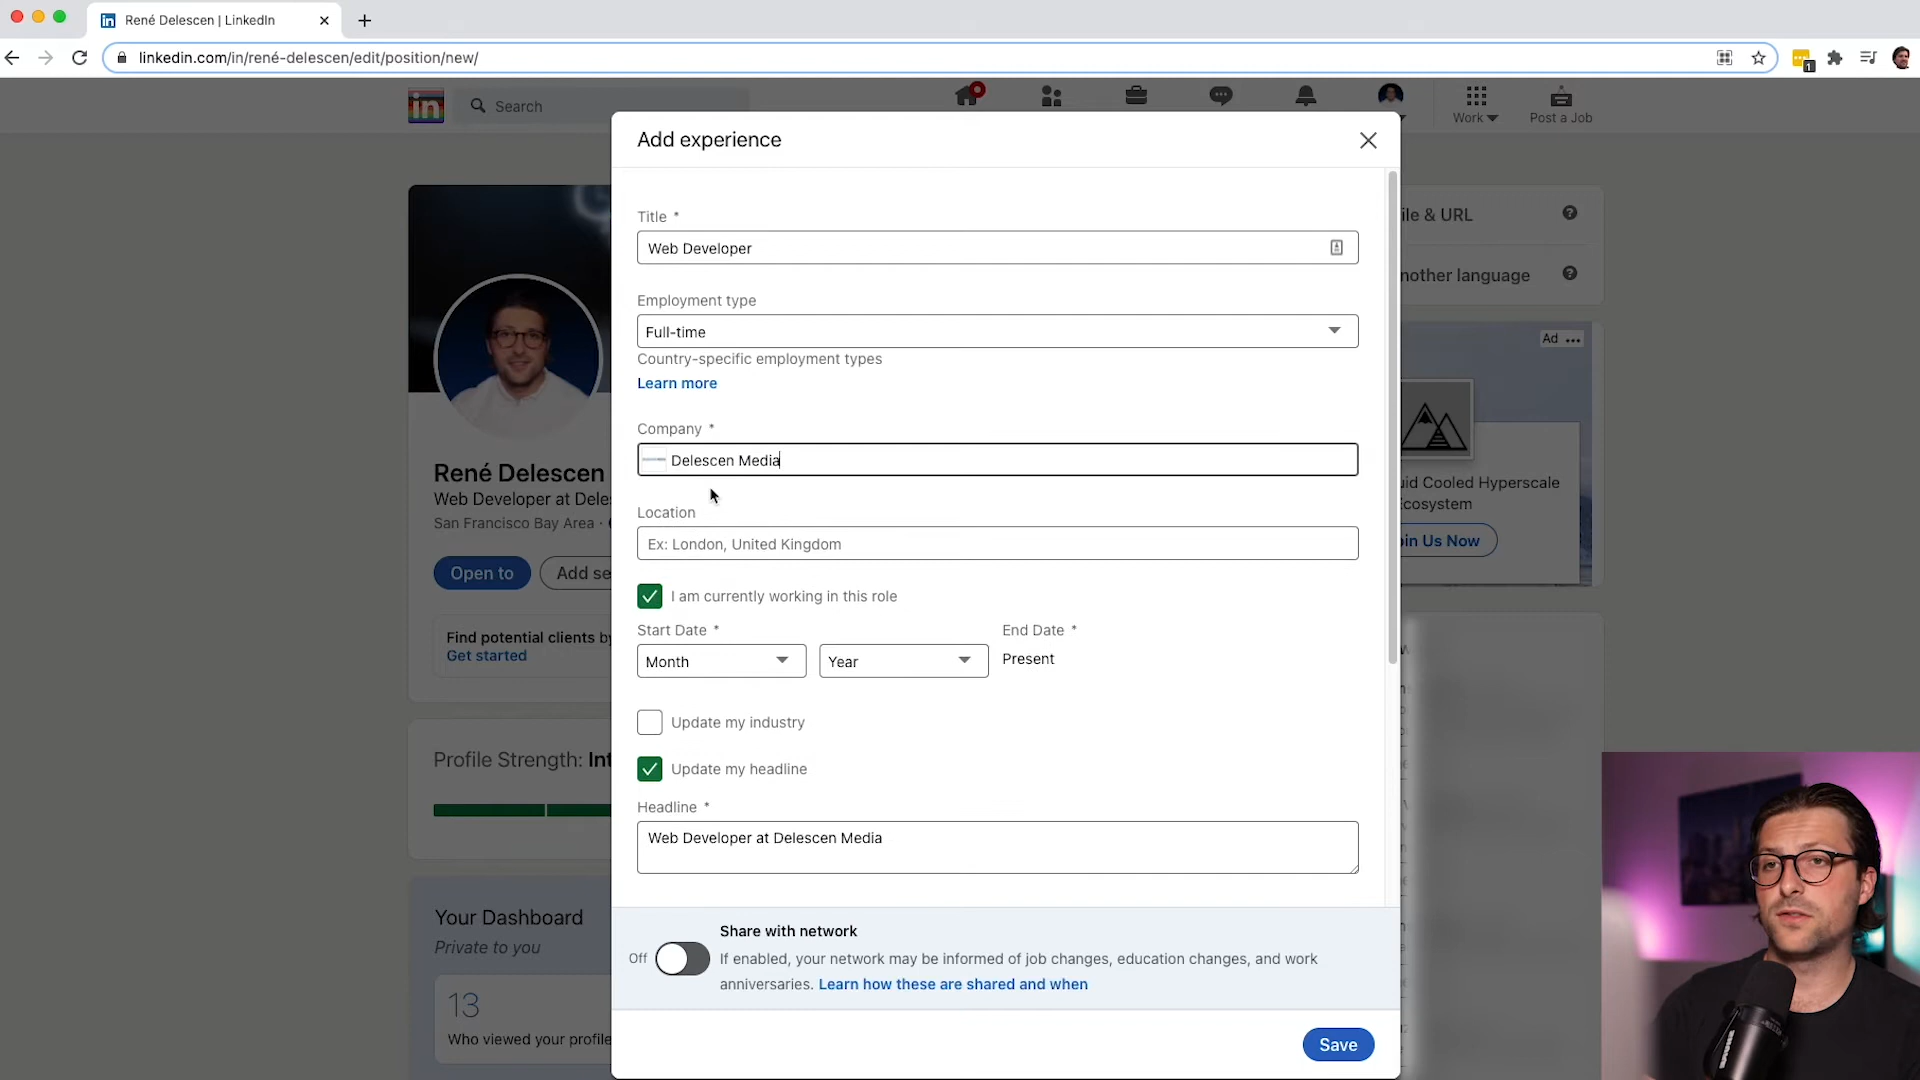 René Delescen | LinkedIn
linkedin.com/in/rené-delescen/edit/position/new/
1
in
Search
Work
Post a Job
Add experience
Title *
Web Developer
Employment type
Full-time
Country-specific employment types
Learn more
Company *
Delescen Media
Location
Ex: London, United Kingdom
I am currently working in this role
Start Date *
End Date *
Month
Year
Present
Update my industry
Update my headline
Headline *
Web Developer at Delescen Media
Off
Share with network
If enabled, your network may be informed of job changes, education changes, and work
anniversaries. Learn how these are shared and when
Save
René Delescen
Web Developer at Dele
San Francisco Bay Area ·
Open to
Add se
Find potential clients by
Get started
Profile Strength: Int
Your Dashboard
Private to you
13
Who viewed your profile
ile & URL
nother language
Ad
uid Cooled Hyperscale
Ecosystem
in Us Now